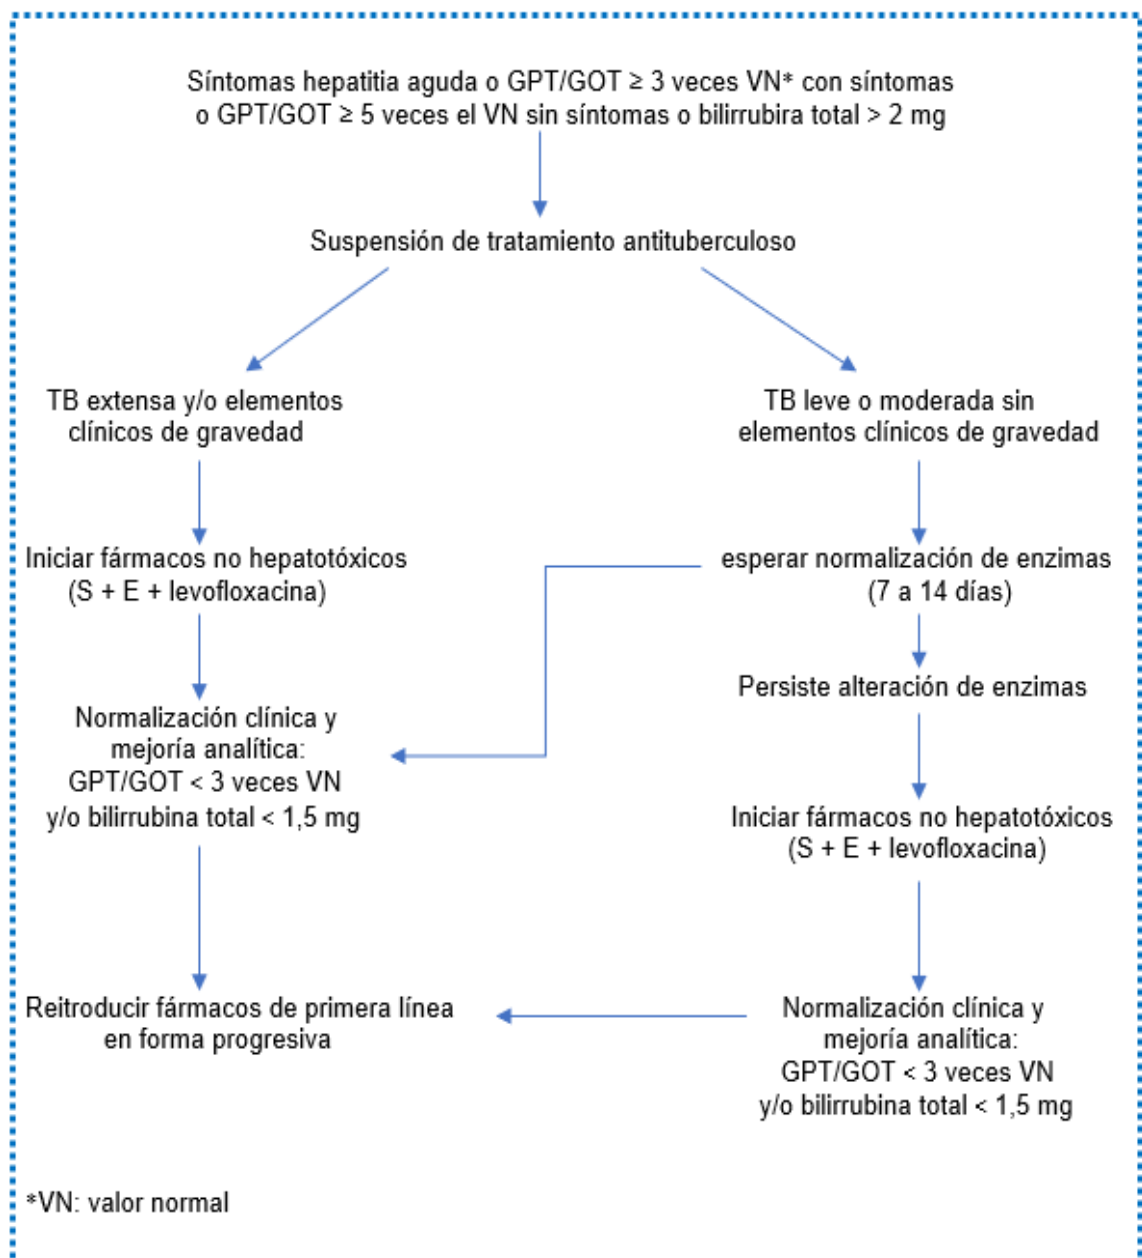 Síntomas hepatitia aguda o GPT/GOT ≥ 3 veces VN* con síntomas
o GPT/GOT ≥ 5 veces el VN sin síntomas o bilirrubira total > 2 mg
Suspensión de tratamiento antituberculoso
TB extensa y/o elementos
clínicos de gravedad
Iniciar fármacos no hepatotóxicos
(S + E + levofloxacina)
Normalización clínica y
mejoría analítica:
GPT/GOT < 3 veces VN
y/o bilirrubina total < 1,5 mg
Reitroducir fármacos de primera línea
en forma progresiva
TB leve o moderada sin
elementos clínicos de gravedad
esperar normalización de enzimas
(7 a 14 días)
Persiste alteración de enzimas
Iniciar fármacos no hepatotóxicos
(S + E + levofloxacina)
Normalización clínica y
mejoría analítica:
GPT/GOT < 3 veces VN
y/o bilirrubina total < 1,5 mg
*VN: valor normal